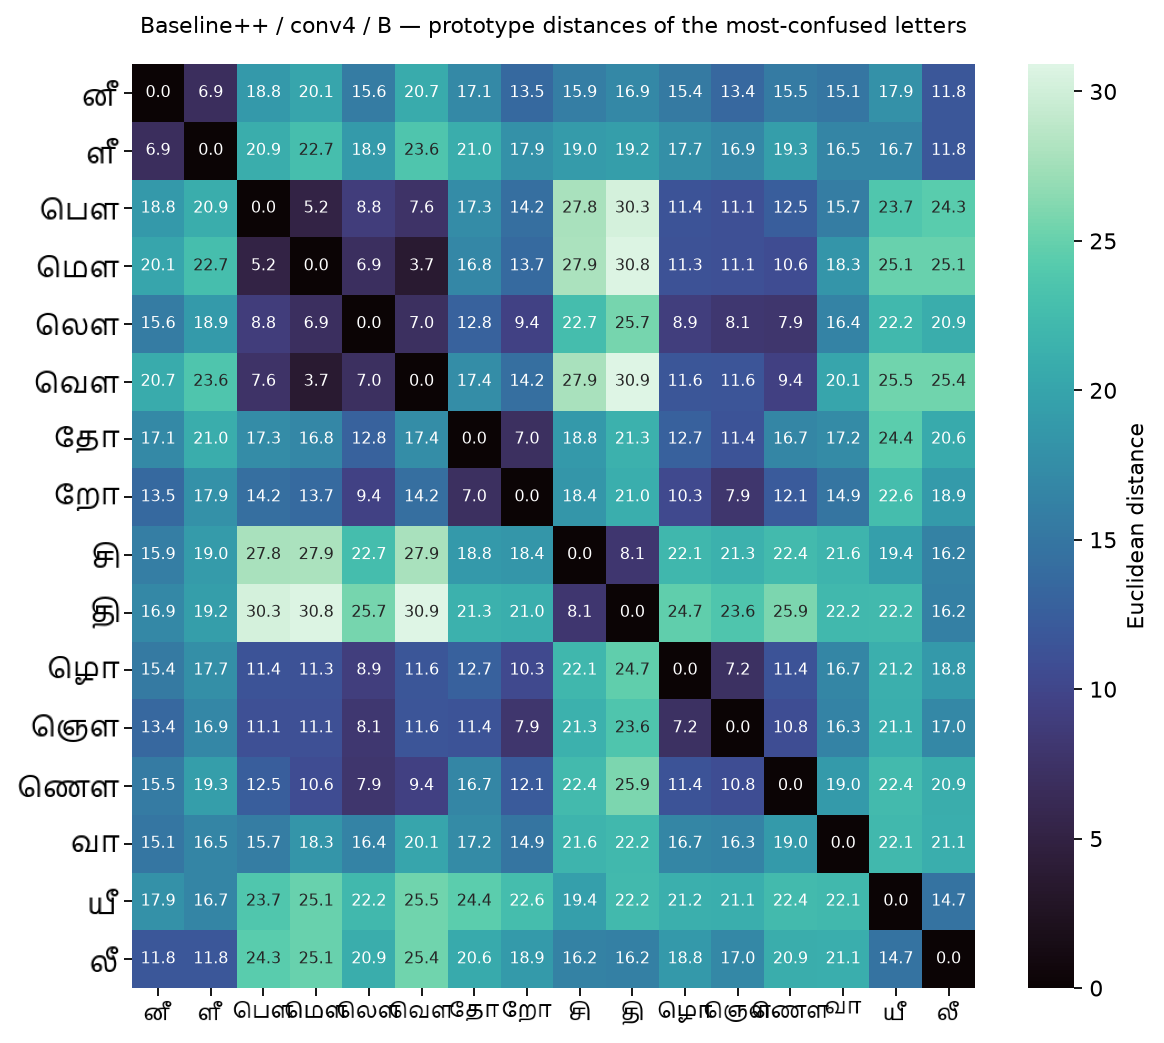 Baseline++ / conv4 / B — prototype distances of the most-confused letters
னீ 0.0 6.9 18.8 20.1 15.6 20.7 17.1 13.5 15.9 16.9 15.4 13.4 15.5 15.1 17.9 11.8
ளீ 6.9 0.0 20.9 22.7 18.9 23.6 21.0 17.9 19.0 19.2 17.7 16.9 19.3 16.5 16.7 11.8
பௌ 18.8 20.9 0.0 5.2 8.8 7.6 17.3 14.2 27.8 30.3 11.4 11.1 12.5 15.7 23.7 24.3
மௌ 20.1 22.7 5.2 0.0 6.9 3.7 16.8 13.7 27.9 30.8 11.3 11.1 10.6 18.3 25.1 25.1
லௌ 15.6 18.9 8.8 6.9 0.0 7.0 12.8 9.4 22.7 25.7 8.9 8.1 7.9 16.4 22.2 20.9
வௌ 20.7 23.6 7.6 3.7 7.0 0.0 17.4 14.2 27.9 30.9 11.6 11.6 9.4 20.1 25.5 25.4
தோ 17.1 21.0 17.3 16.8 12.8 17.4 0.0 7.0 18.8 21.3 12.7 11.4 16.7 17.2 24.4 20.6
றோ 13.5 17.9 14.2 13.7 9.4 14.2 7.0 0.0 18.4 21.0 10.3 7.9 12.1 14.9 22.6 18.9
சி 15.9 19.0 27.8 27.9 22.7 27.9 18.8 18.4 0.0 8.1 22.1 21.3 22.4 21.6 19.4 16.2
தி 16.9 19.2 30.3 30.8 25.7 30.9 21.3 21.0 8.1 0.0 24.7 23.6 25.9 22.2 22.2 16.2
ழொ 15.4 17.7 11.4 11.3 8.9 11.6 12.7 10.3 22.1 24.7 0.0 7.2 11.4 16.7 21.2 18.8
ஞௌ 13.4 16.9 11.1 11.1 8.1 11.6 11.4 7.9 21.3 23.6 7.2 0.0 10.8 16.3 21.1 17.0
ணௌ 15.5 19.3 12.5 10.6 7.9 9.4 16.7 12.1 22.4 25.9 11.4 10.8 0.0 19.0 22.4 20.9
வா 15.1 16.5 15.7 18.3 16.4 20.1 17.2 14.9 21.6 22.2 16.7 16.3 19.0 0.0 22.1 21.1
யீ 17.9 16.7 23.7 25.1 22.2 25.5 24.4 22.6 19.4 22.2 21.2 21.1 22.4 22.1 0.0 14.7
லீ 11.8 11.8 24.3 25.1 20.9 25.4 20.6 18.9 16.2 16.2 18.8 17.0 20.9 21.1 14.7 0.0
னீ ளீ பௌ மௌ லௌ வௌ தோ றோ சி தி ழொ ஞௌ ணௌ வா யீ லீ
30
25
20
15
10
5
0
Euclidean distance